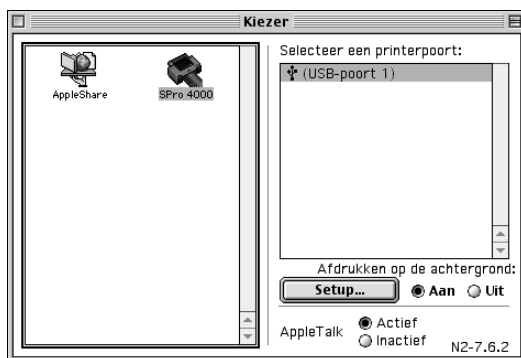 Kiezer
AppleShare
SPro 4000
Selecteer een printerpoort:
(USB-poort 1)
Afdrukken op de achtergrond:
Setup... Aan Uit
AppleTalk Actief
Inactief
N2-7.6.2